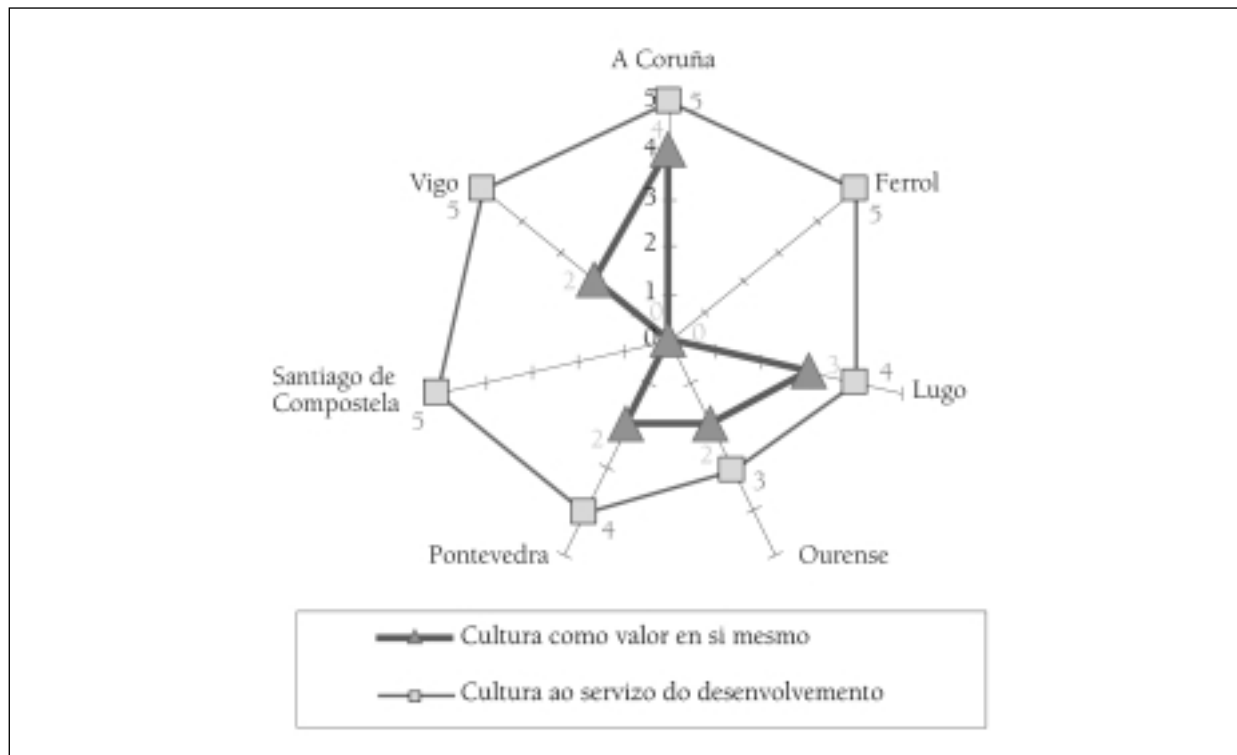 A Coruña
5 5
4
4
Vigo
Ferrol
5
3
5
2
2
1
0
0
0
3 4
Santiago de
Compostela
Lugo
5
2
2
3
4
Pontevedra
Ourense
Cultura como valor en si mesmo
Cultura ao servizo do desenvolvemento